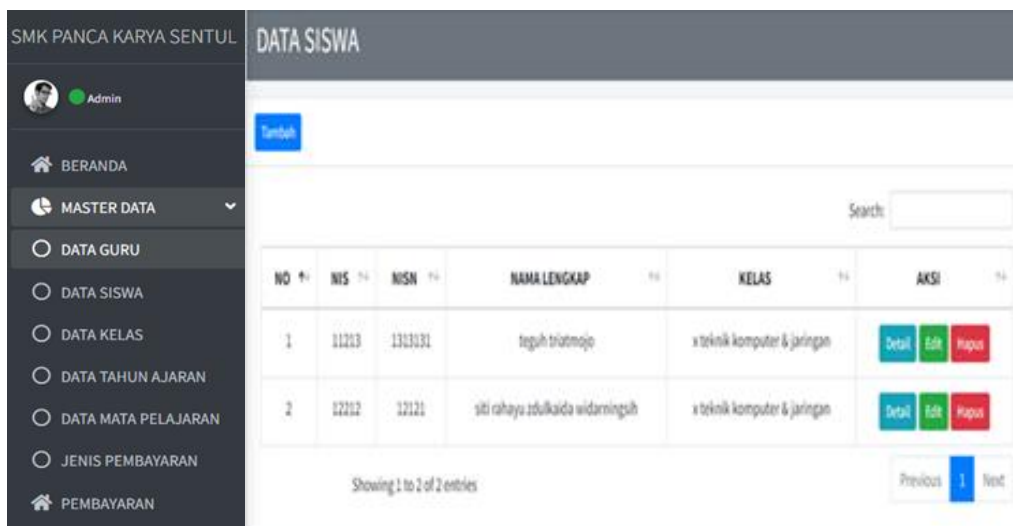 SMK PANCA KARYA SENTUL
Admin
BERANDA
MASTER DATA
DATA GURU
DATA SISWA
DATA KELAS
DATA TAHUN AJARAN
DATA MATA PELAJARAN
JENIS PEMBAYARAN
PEMBAYARAN
DATA SISWA
Tambah
Search:
NO NIS NISN NAMA LENGKAP KELAS AKSI
1 11213 1313131 teguh triatmojo x teknik komputer & jaringan Detail Edit Hapus
2 12212 12121 siti rahayu zdulkaida widarningsih x teknik komputer & jaringan Detail Edit Hapus
Showing 1 to 2 of 2 entries
Previous 1 Next